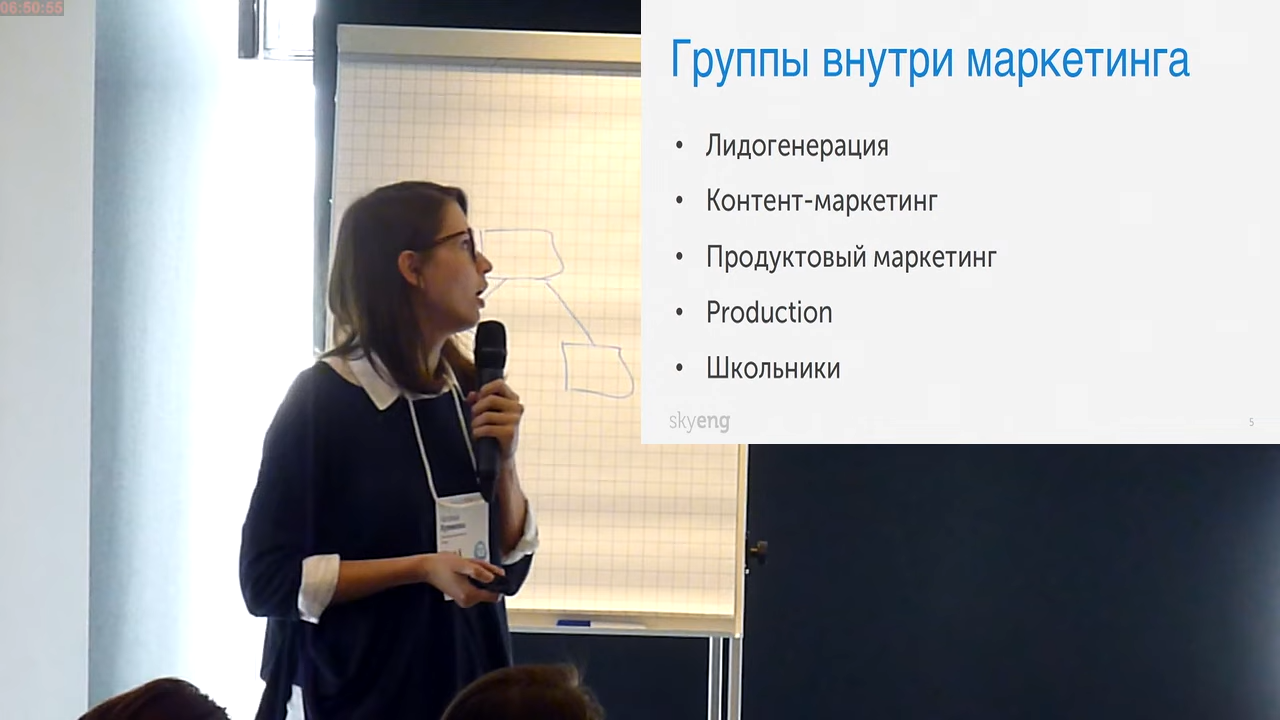 06:50:55
Группы внутри маркетинга
• Лидогенерация
• Контент-маркетинг
• Продуктовый маркетинг
• Production
• Школьники
skyeng
5